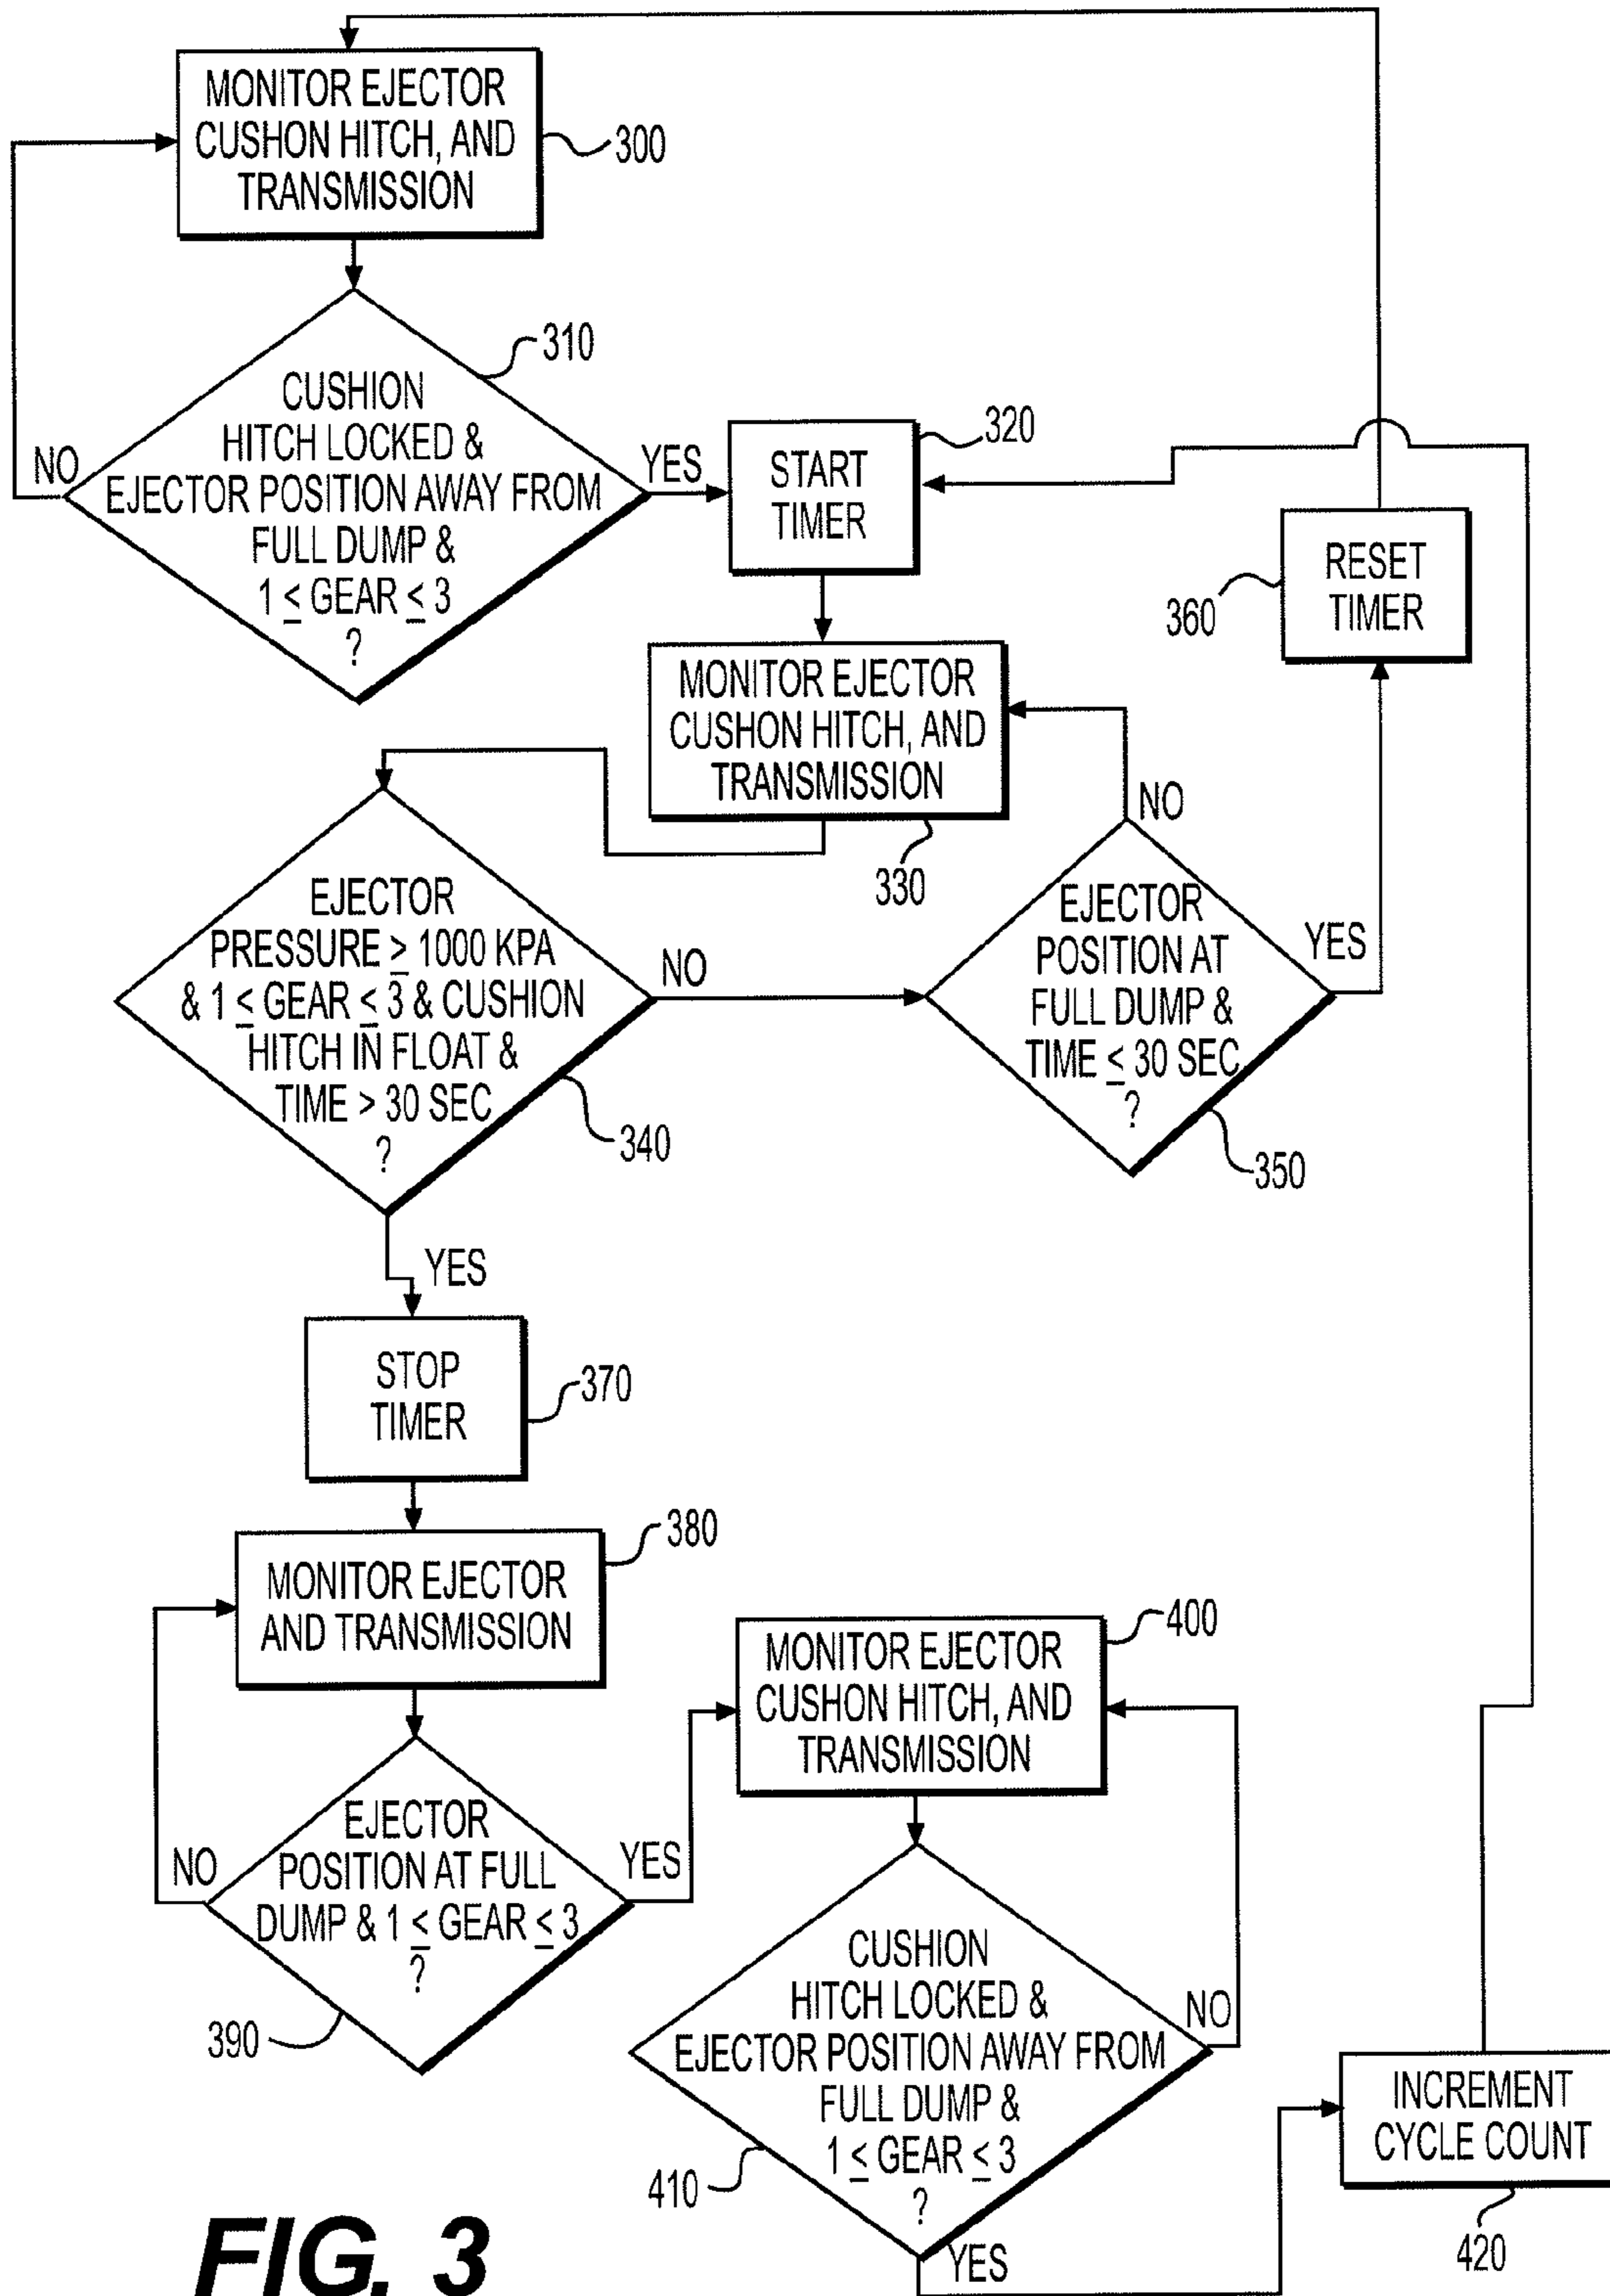 MONITOR EJECTOR
CUSHON HITCH, AND
TRANSMISSION
300
310
CUSHION
HITCH LOCKED &
EJECTOR POSITION AWAY FROM
FULL DUMP &
1 ≤ GEAR ≤ 3
?
NO
YES
320
START
TIMER
360
RESET
TIMER
MONITOR EJECTOR
CUSHON HITCH, AND
TRANSMISSION
330
EJECTOR
PRESSURE ≥ 1000 KPA
& 1 ≤ GEAR ≤ 3 & CUSHION
HITCH IN FLOAT &
TIME > 30 SEC
?
340
NO
YES
EJECTOR
POSITION AT
FULL DUMP &
TIME ≤ 30 SEC
?
350
NO
YES
STOP
TIMER
370
MONITOR EJECTOR
AND TRANSMISSION
380
EJECTOR
POSITION AT FULL
DUMP & 1 ≤ GEAR ≤ 3
?
390
NO
YES
MONITOR EJECTOR
CUSHON HITCH, AND
TRANSMISSION
400
CUSHION
HITCH LOCKED &
EJECTOR POSITION AWAY FROM
FULL DUMP &
1 ≤ GEAR ≤ 3
?
410
NO
YES
INCREMENT
CYCLE COUNT
420
FIG. 3